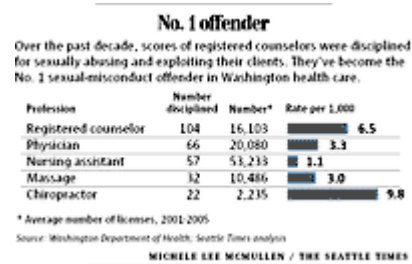 No. 1 offender
Over the past decade, scores of registered counselors were disciplined
for sexually abusing and exploiting their clients. They've become the
No. 1 sexual-misconduct offender in Washington health care.
Profession Number disciplined Number* Rate per 1,000
Registered counselor 104 16,103 6.5
Physician 66 20,080 3.3
Nursing assistant 57 53,233 1.1
Massage 32 10,486 3.0
Chiropractor 22 2,235 9.8
* Average number of licenses, 2001-2005
Source: Washington Department of Health; Seattle Times analysis
MICHELE LEE MCMULLEN / THE SEATTLE TIMES